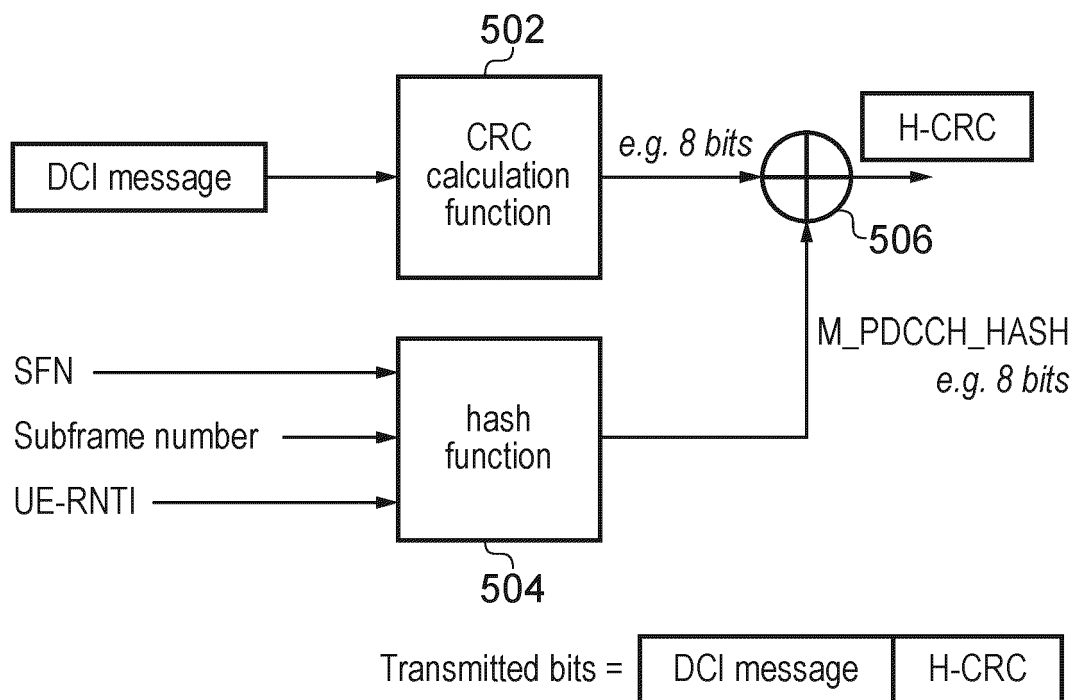 502
CRC
calculation
function
DCI message
e.g. 8 bits
H-CRC
506
M_PDCCH_HASH
e.g. 8 bits
SFN
Subframe number
UE-RNTI
hash
function
504
Transmitted bits = DCI message H-CRC